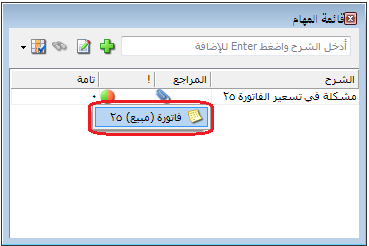 قائمة المهام
أدخل الشرح واضغط Enter للإضافة
الشرح المراجع ! تامة
مشكلة في تسعير الفاتورة ٢٥
فاتورة (مبيع) ٢٥